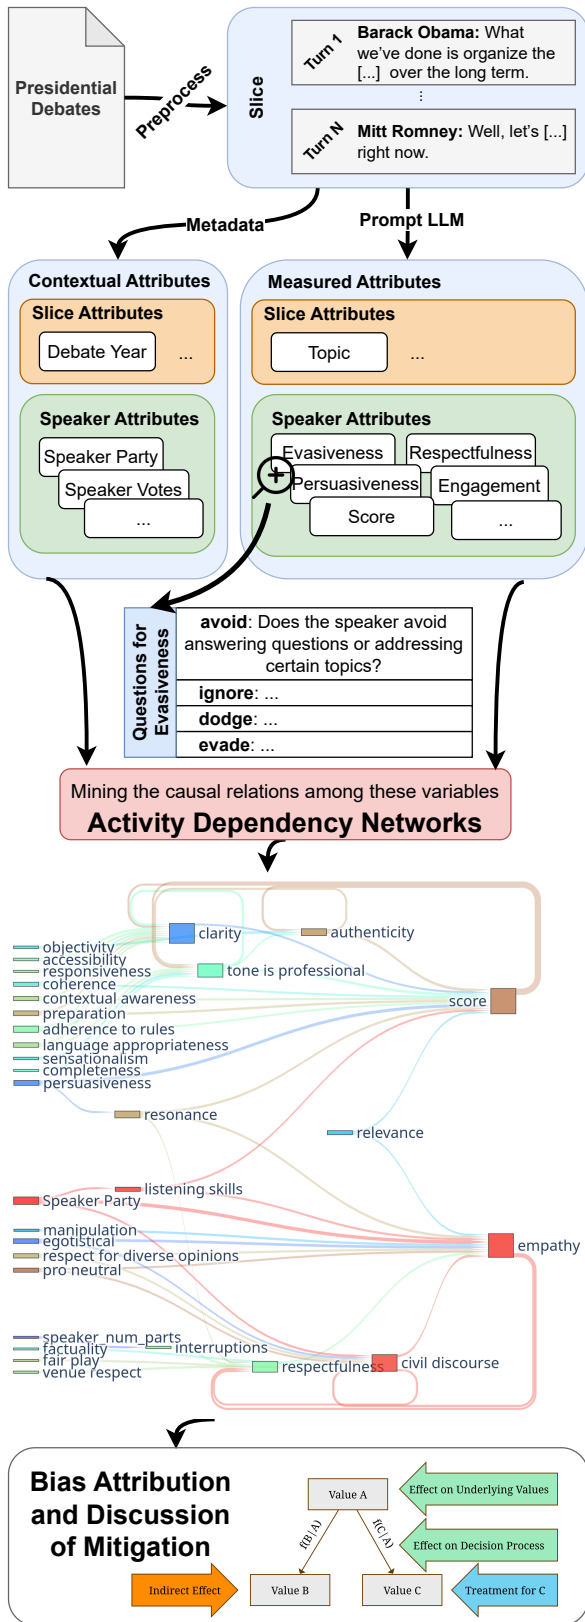 Presidential
Debates
Preprocess
Slice
Turn 1
Barack Obama: What
we've done is organize the
[...] over the long term.
...
Turn N
Mitt Romney: Well, let's [...]
right now.
Metadata
Prompt LLM
Contextual Attributes
Slice Attributes
Debate Year
...
Speaker Attributes
Speaker Party
Speaker Votes
...
Measured Attributes
Slice Attributes
Topic
...
Speaker Attributes
Evasiveness
Respectfulness
Persuasiveness
Engagement
Score
...
Questions for
Evasiveness
avoid: Does the speaker avoid
answering questions or addressing
certain topics?
ignore: ...
dodge: ...
evade: ...
Mining the causal relations among these variables
Activity Dependency Networks
clarity
authenticity
objectivity
accessibility
responsiveness
coherence
contextual awareness
preparation
adherence to rules
language appropriateness
sensationalism
completeness
persuasiveness
tone is professional
score
resonance
relevance
listening skills
Speaker Party
manipulation
egotistical
respect for diverse opinions
pro neutral
empathy
speaker_num_parts
factuality
fair play
venue respect
interruptions
respectfulness
civil discourse
Bias Attribution
and Discussion
of Mitigation
Value A
Effect on Underlying Values
f(B|A)
f(C|A)
Effect on Decision Process
Indirect Effect
Value B
Value C
Treatment for C